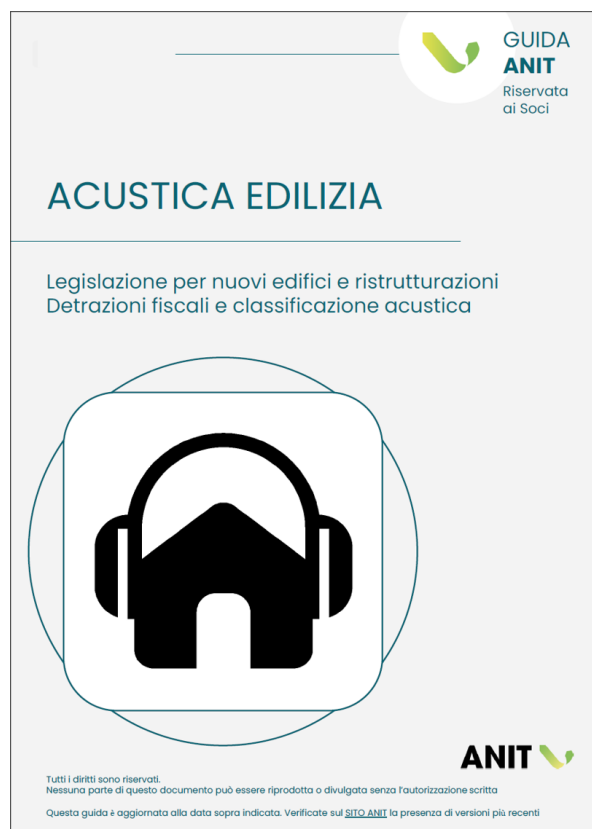 GUIDA
ANIT
Riservata
ai Soci
ACUSTICA EDILIZIA
Legislazione per nuovi edifici e ristrutturazioni
Detrazioni fiscali e classificazione acustica
ANIT
Tutti i diritti sono riservati.
Nessuna parte di questo documento può essere riprodotta o divulgata senza l'autorizzazione scritta
Questa guida è aggiornata alla data sopra indicata. Verificate sul SITO ANIT la presenza di versioni più recenti